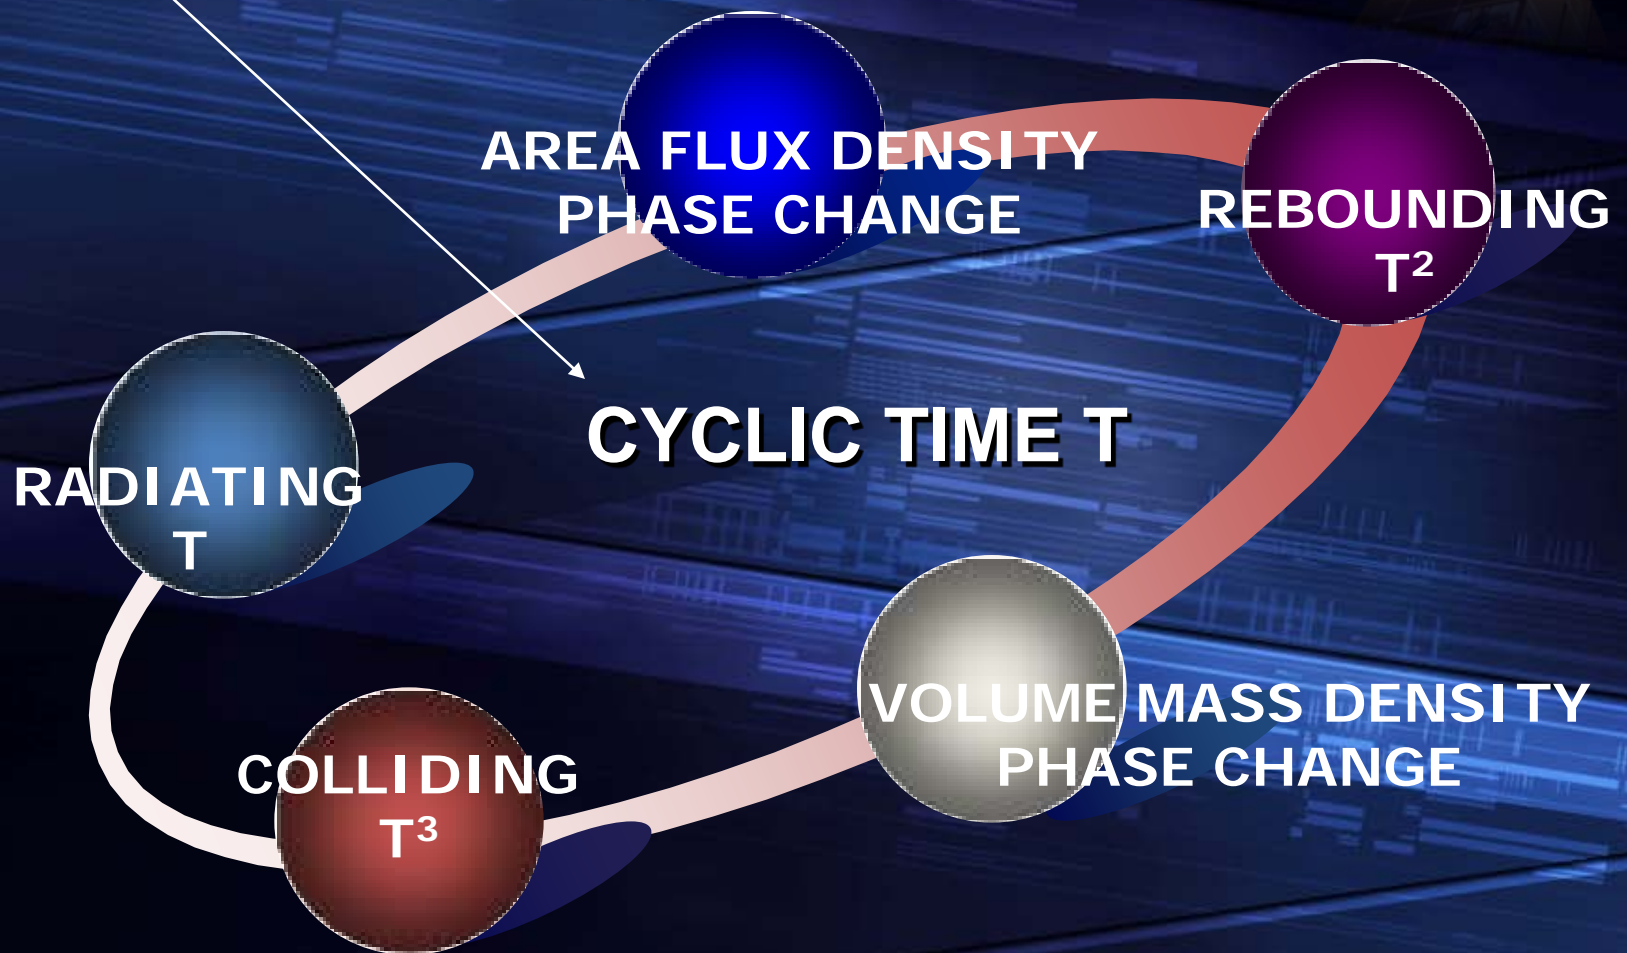 AREA FLUX DENSITY
PHASE CHANGE
REBOUNDING
T²
CYCLIC TIME T
RADIATING
T
VOLUME MASS DENSITY
PHASE CHANGE
COLLIDING
T³